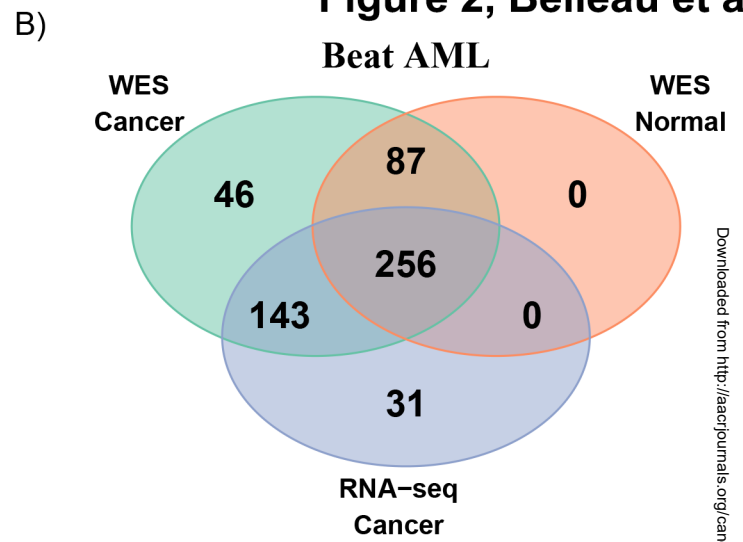 Figure 2, Belleau et a
B)
Beat AML
WES
Cancer
WES
Normal
87
46
0
256
143
0
31
RNA−seq
Cancer
Downloaded from http://aacrjournals.org/can